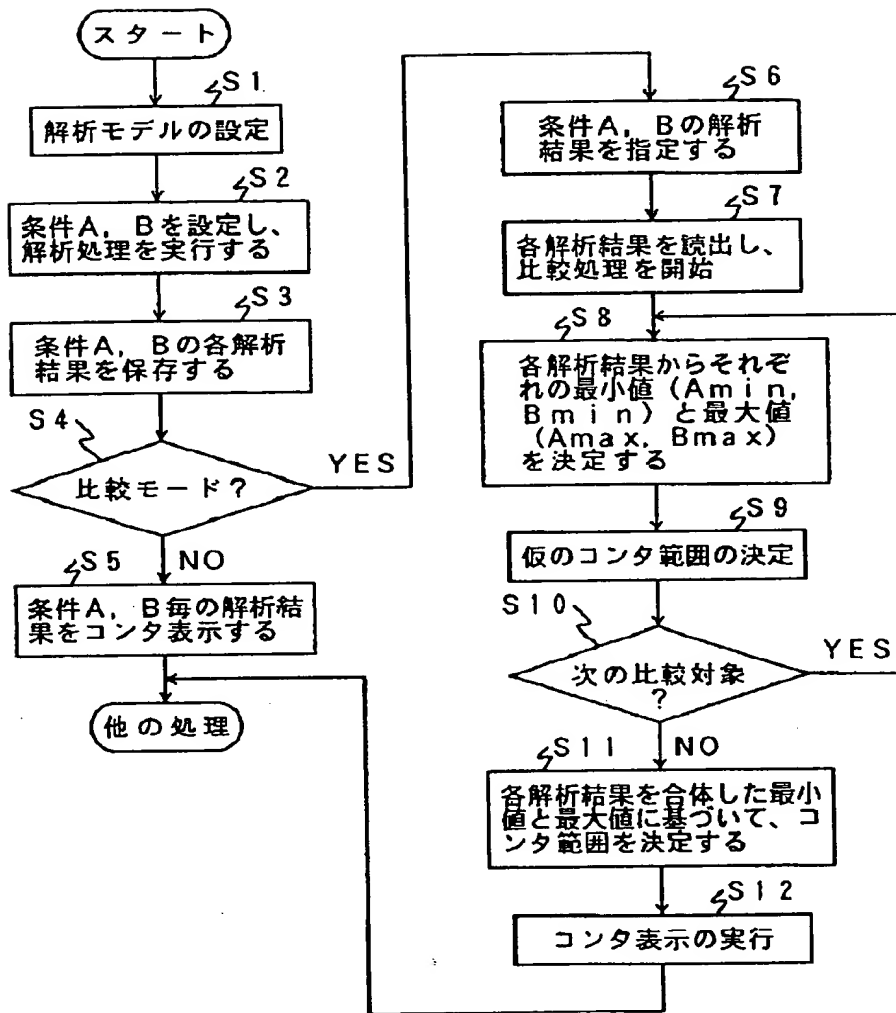 スタート
S1
解析モデルの設定
S2
条件A，Bを設定し、
解析処理を実行する
S3
条件A，Bの各解析
結果を保存する
S4
比較モード？
YES
NO
S5
条件A，B毎の解析結
果をコンタ表示する
他の処理
S6
条件A，Bの解析
結果を指定する
S7
各解析結果を読出し、
比較処理を開始
S8
各解析結果からそれぞ
れの最小値（Amin，
Bmin）と最大値
（Amax，Bmax）
を決定する
S9
仮のコンタ範囲の決定
S10
次の比較対象
？
YES
NO
S11
各解析結果を合体した最小
値と最大値に基づいて、コ
ンタ範囲を決定する
S12
コンタ表示の実行